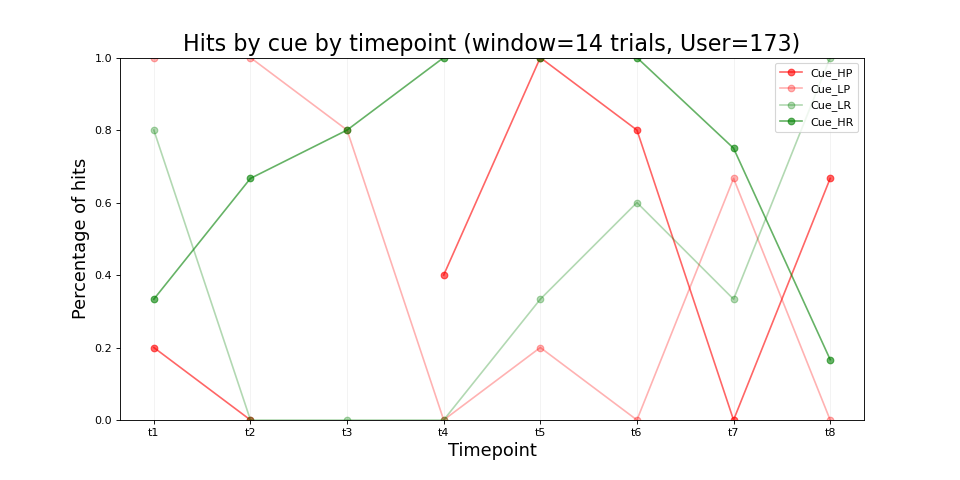 Hits by cue by timepoint (window=14 trials, User=173)
Percentage of hits
1.0
0.8
0.6
0.4
0.2
0.0
Cue_HP
Cue_LP
Cue_LR
Cue_HR
t1 t2 t3 t4 t5 t6 t7 t8
Timepoint